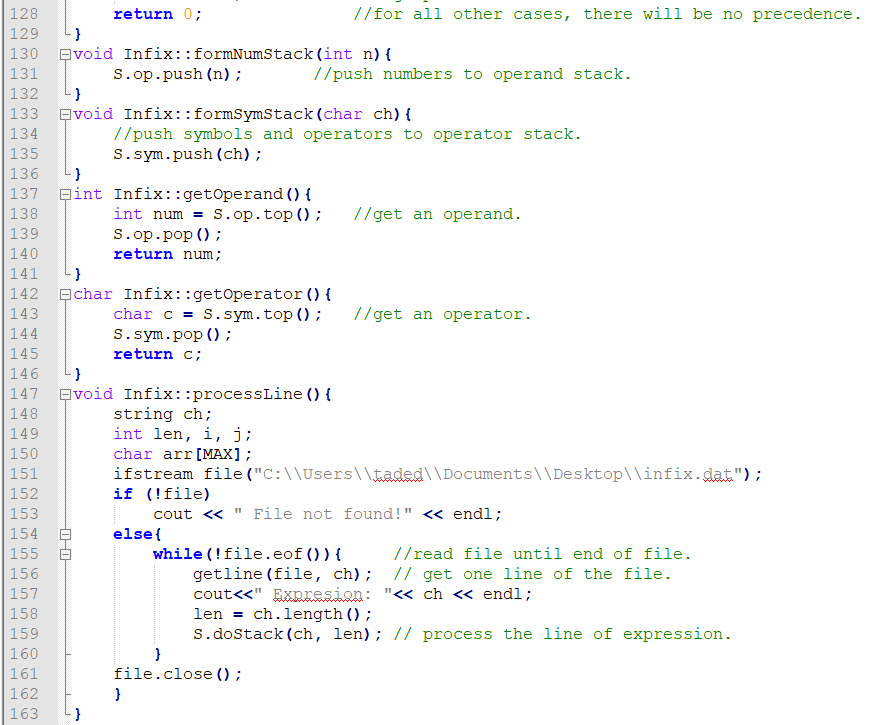 128 return 0; //for all other cases, there will be no precedence.
129 }
130 void Infix::formNumStack(int n){
131 S.op.push(n); //push numbers to operand stack.
132 }
133 void Infix::formSymStack(char ch){
134 //push symbols and operators to operator stack.
135 S.sym.push(ch);
136 }
137 int Infix::getOperand(){
138 int num = S.op.top(); //get an operand.
139 S.op.pop();
140 return num;
141 }
142 char Infix::getOperator(){
143 char c = S.sym.top(); //get an operator.
144 S.sym.pop();
145 return c;
146 }
147 void Infix::processLine(){
148 string ch;
149 int len, i, j;
150 char arr[MAX];
151 ifstream file("C:\\Users\\taded\\Documents\\Desktop\\infix.dat");
152 if (!file)
153 cout << " File not found!" << endl;
154 else{
155 while(!file.eof()){ //read file until end of file.
156 getline(file, ch); // get one line of the file.
157 cout<<" Expresion: "<< ch << endl;
158 len = ch.length();
159 S.doStack(ch, len); // process the line of expression.
160 }
161 file.close();
162 }
163 }